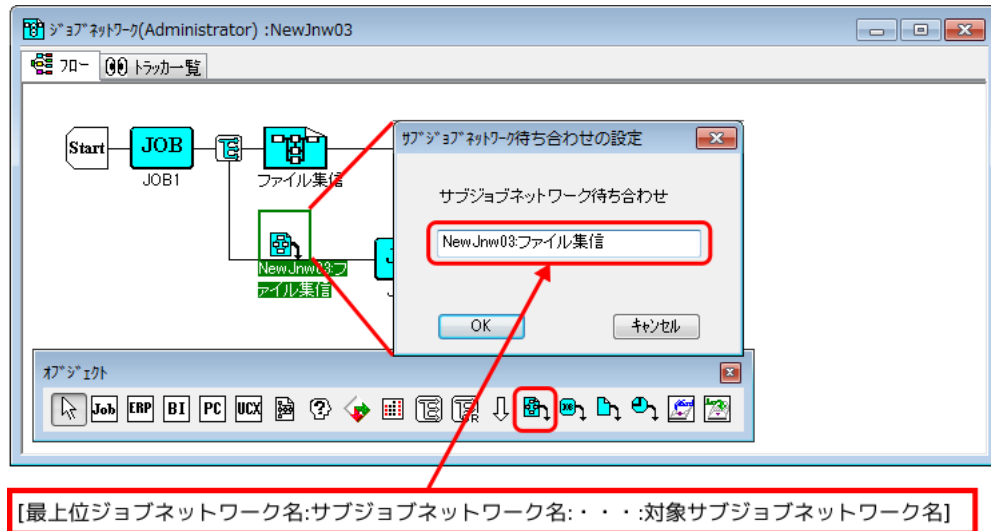 ｼﾞｮﾌﾞﾈｯﾄﾜｰｸ(Administrator) :NewJnw03
フロー トラッカ一覧
ｻﾌﾞｼﾞｮﾌﾞﾈｯﾄﾜｰｸ待ち合わせの設定
Start
JOB
JOB1
ファイル集信
サブジョブネットワーク待ち合わせ
NewJnw03:ファイル集信
NewJnw03:フ
ァイル集信
J
J
OK ｷｬﾝｾﾙ
ｵﾌﾞｼﾞｪｸﾄ
Job ERP BI PC UCX
[最上位ジョブネットワーク名:サブジョブネットワーク名:・・・:対象サブジョブネットワーク名]